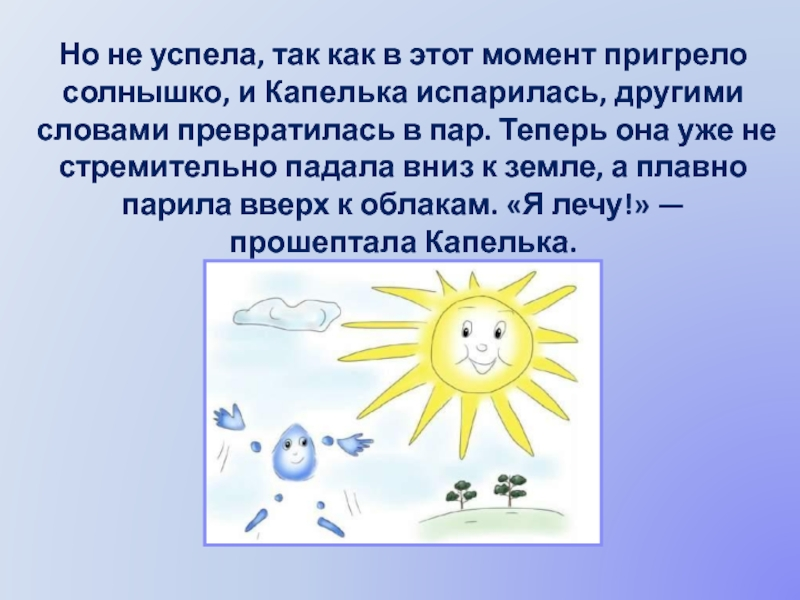 Но не успела, так как в этот момент пригрело
солнышко, и Капелька испарилась, другими
словами превратилась в пар. Теперь она уже не
стремительно падала вниз к земле, а плавно
парила вверх к облакам. «Я лечу!» —
прошептала Капелька.